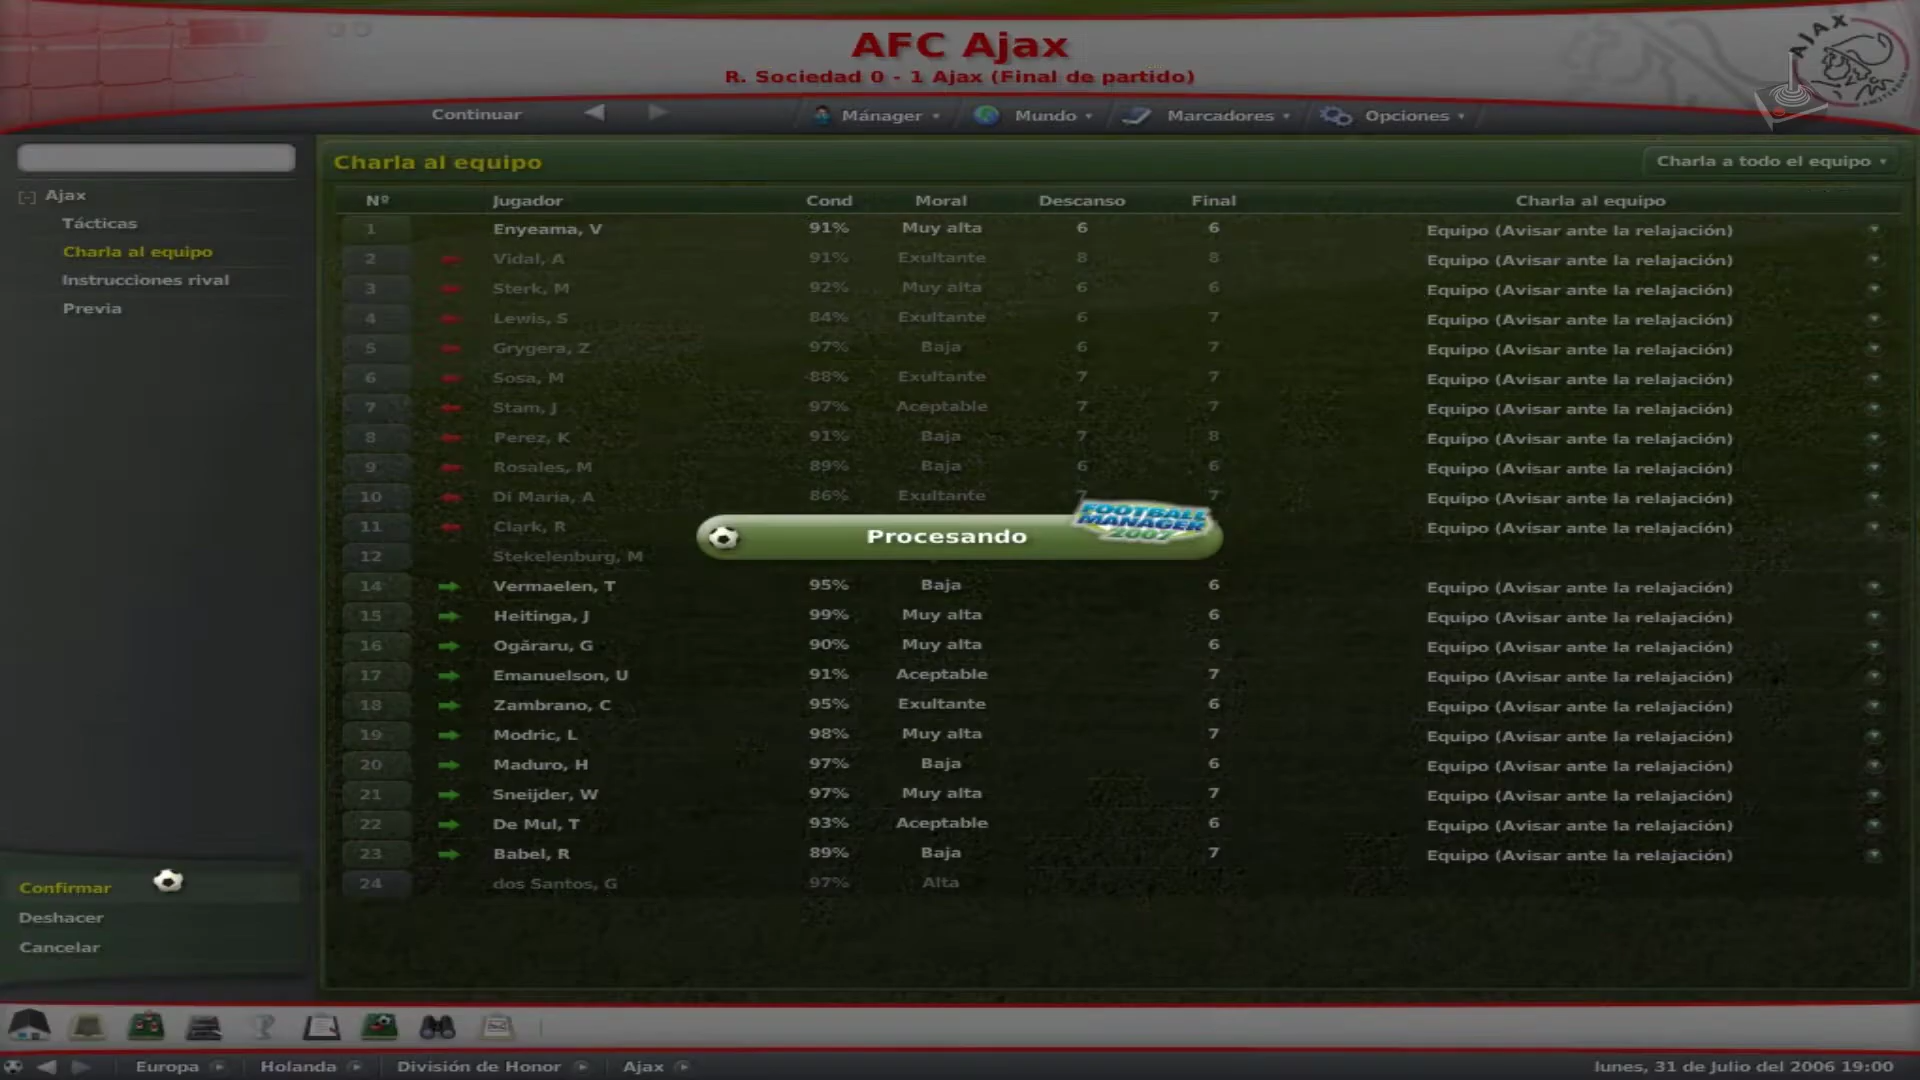 AFC Ajax
R. Sociedad 0 - 1 Ajax (Final de partido)
AJAX
Continuar Mánager Mundo Marcadores Opciones
Charla al equipo Charla a todo el equipo
[-] Ajax
Tácticas
Charla al equipo
Instrucciones rival
Previa
Nº Jugador Cond Moral Descanso Final Charla al equipo
1 Enyeama, V 91% Muy alta 6 6 Equipo (Avisar ante la relajación)
2 Vidal, A 91% Exultante 8 8 Equipo (Avisar ante la relajación)
3 Sterk, M 92% Muy alta 6 6 Equipo (Avisar ante la relajación)
4 Lewis, S 84% Exultante 6 7 Equipo (Avisar ante la relajación)
5 Grygera, Z 97% Baja 6 7 Equipo (Avisar ante la relajación)
6 Sosa, M 88% Exultante 7 7 Equipo (Avisar ante la relajación)
7 Stam, J 97% Aceptable 7 7 Equipo (Avisar ante la relajación)
8 Perez, K 91% Baja 7 8 Equipo (Avisar ante la relajación)
9 Rosales, M 89% Baja 6 6 Equipo (Avisar ante la relajación)
10 Di María, A 86% Exultante 7 7 Equipo (Avisar ante la relajación)
11 Clark, R Equipo (Avisar ante la relajación)
Procesando
FOOTBALL MANAGER 2007
12 Stekelenburg, M
14 Vermaelen, T 95% Baja 6 Equipo (Avisar ante la relajación)
15 Heitinga, J 99% Muy alta 6 Equipo (Avisar ante la relajación)
16 Ogăraru, G 90% Muy alta 6 Equipo (Avisar ante la relajación)
17 Emanuelson, U 91% Aceptable 7 Equipo (Avisar ante la relajación)
18 Zambrano, C 95% Exultante 6 Equipo (Avisar ante la relajación)
19 Modric, L 98% Muy alta 7 Equipo (Avisar ante la relajación)
20 Maduro, H 97% Baja 6 Equipo (Avisar ante la relajación)
21 Sneijder, W 97% Muy alta 7 Equipo (Avisar ante la relajación)
22 De Mul, T 93% Aceptable 6 Equipo (Avisar ante la relajación)
23 Babel, R 89% Baja 7 Equipo (Avisar ante la relajación)
24 dos Santos, G 97% Alta
Confirmar
Deshacer
Cancelar
Europa Holanda División de Honor Ajax lunes, 31 de Julio del 2006 19:00